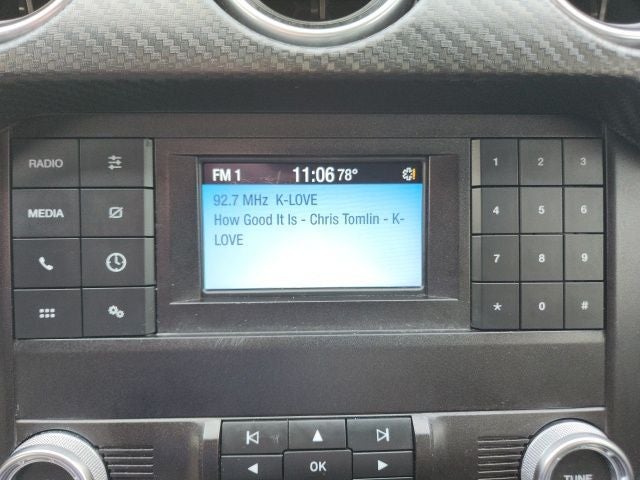 FM 1 11:06 78°
92.7 MHz K-LOVE
How Good It Is - Chris Tomlin - K-
LOVE
RADIO
MEDIA
1 2 3
4 5 6
7 8 9
* 0 #
OK
TUNE